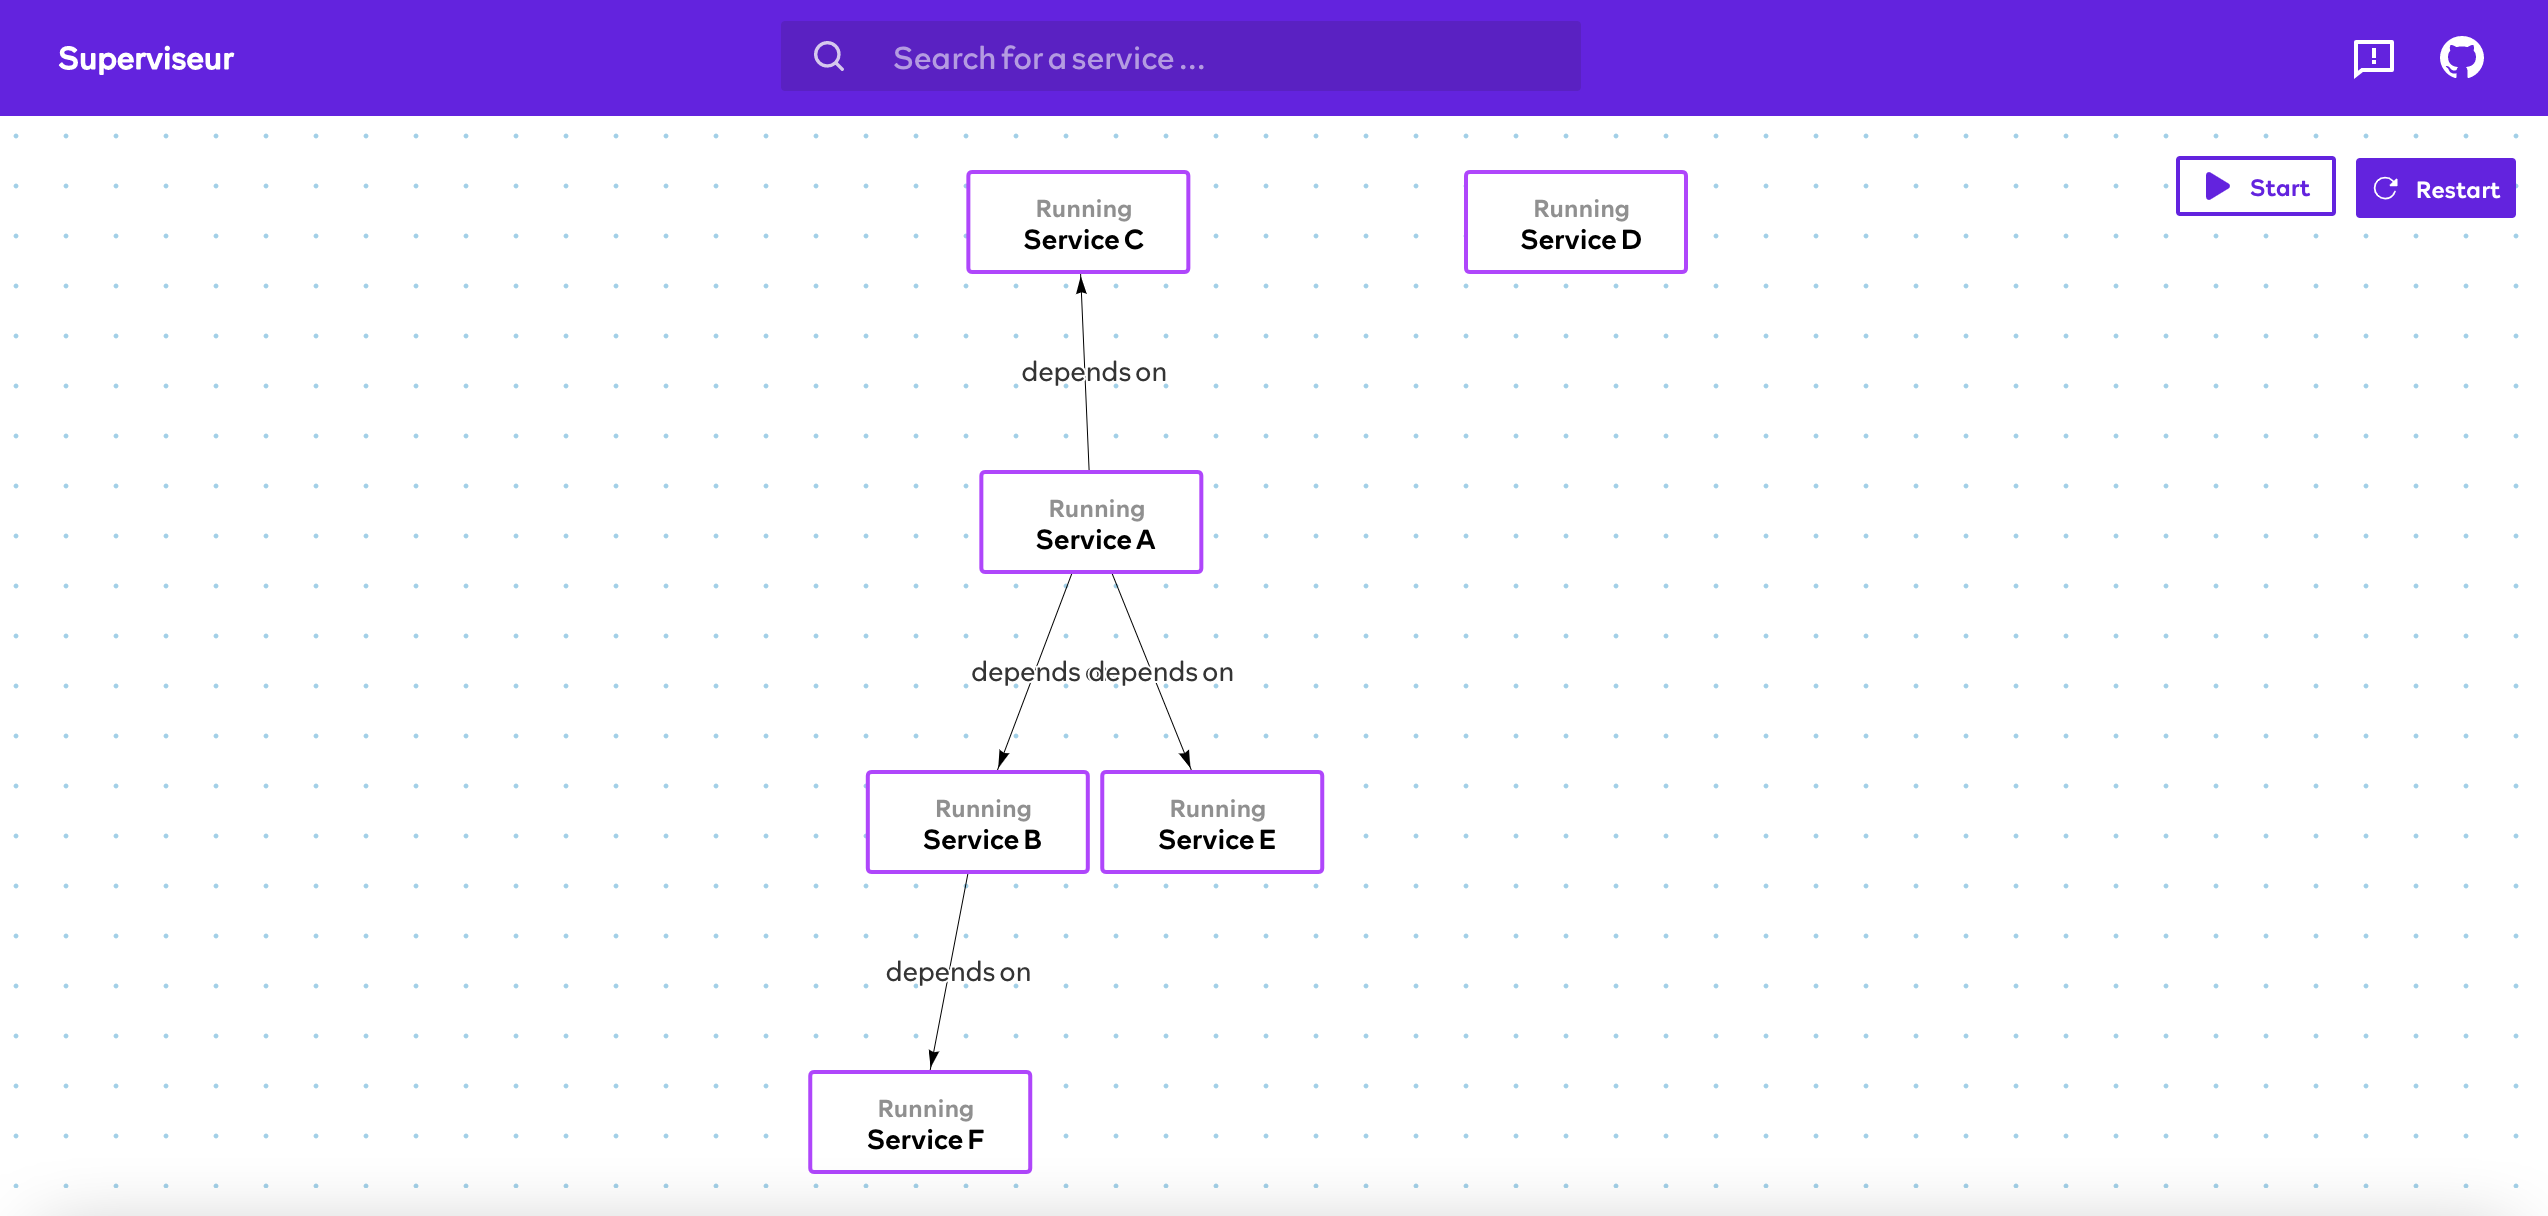 Superviseur
Search for a service ...
Start
Restart
Running
Service C
Running
Service D
depends on
Running
Service A
depends
depends on
Running
Service B
Running
Service E
depends on
Running
Service F